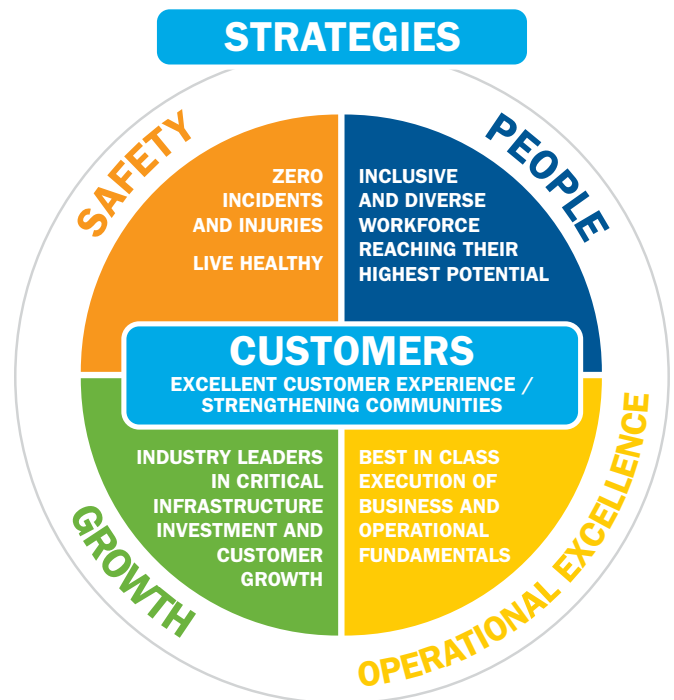 STRATEGIES
SAFETY
ZERO
INCIDENTS
AND INJURIES
LIVE HEALTHY
PEOPLE
INCLUSIVE
AND DIVERSE
WORKFORCE
REACHING THEIR
HIGHEST POTENTIAL
CUSTOMERS
EXCELLENT CUSTOMER EXPERIENCE /
STRENGTHENING COMMUNITIES
GROWTH
INDUSTRY LEADERS
IN CRITICAL
INFRASTRUCTURE
INVESTMENT AND
CUSTOMER
GROWTH
BEST IN CLASS
EXECUTION OF
BUSINESS AND
OPERATIONAL
FUNDAMENTALS
OPERATIONAL EXCELLENCE